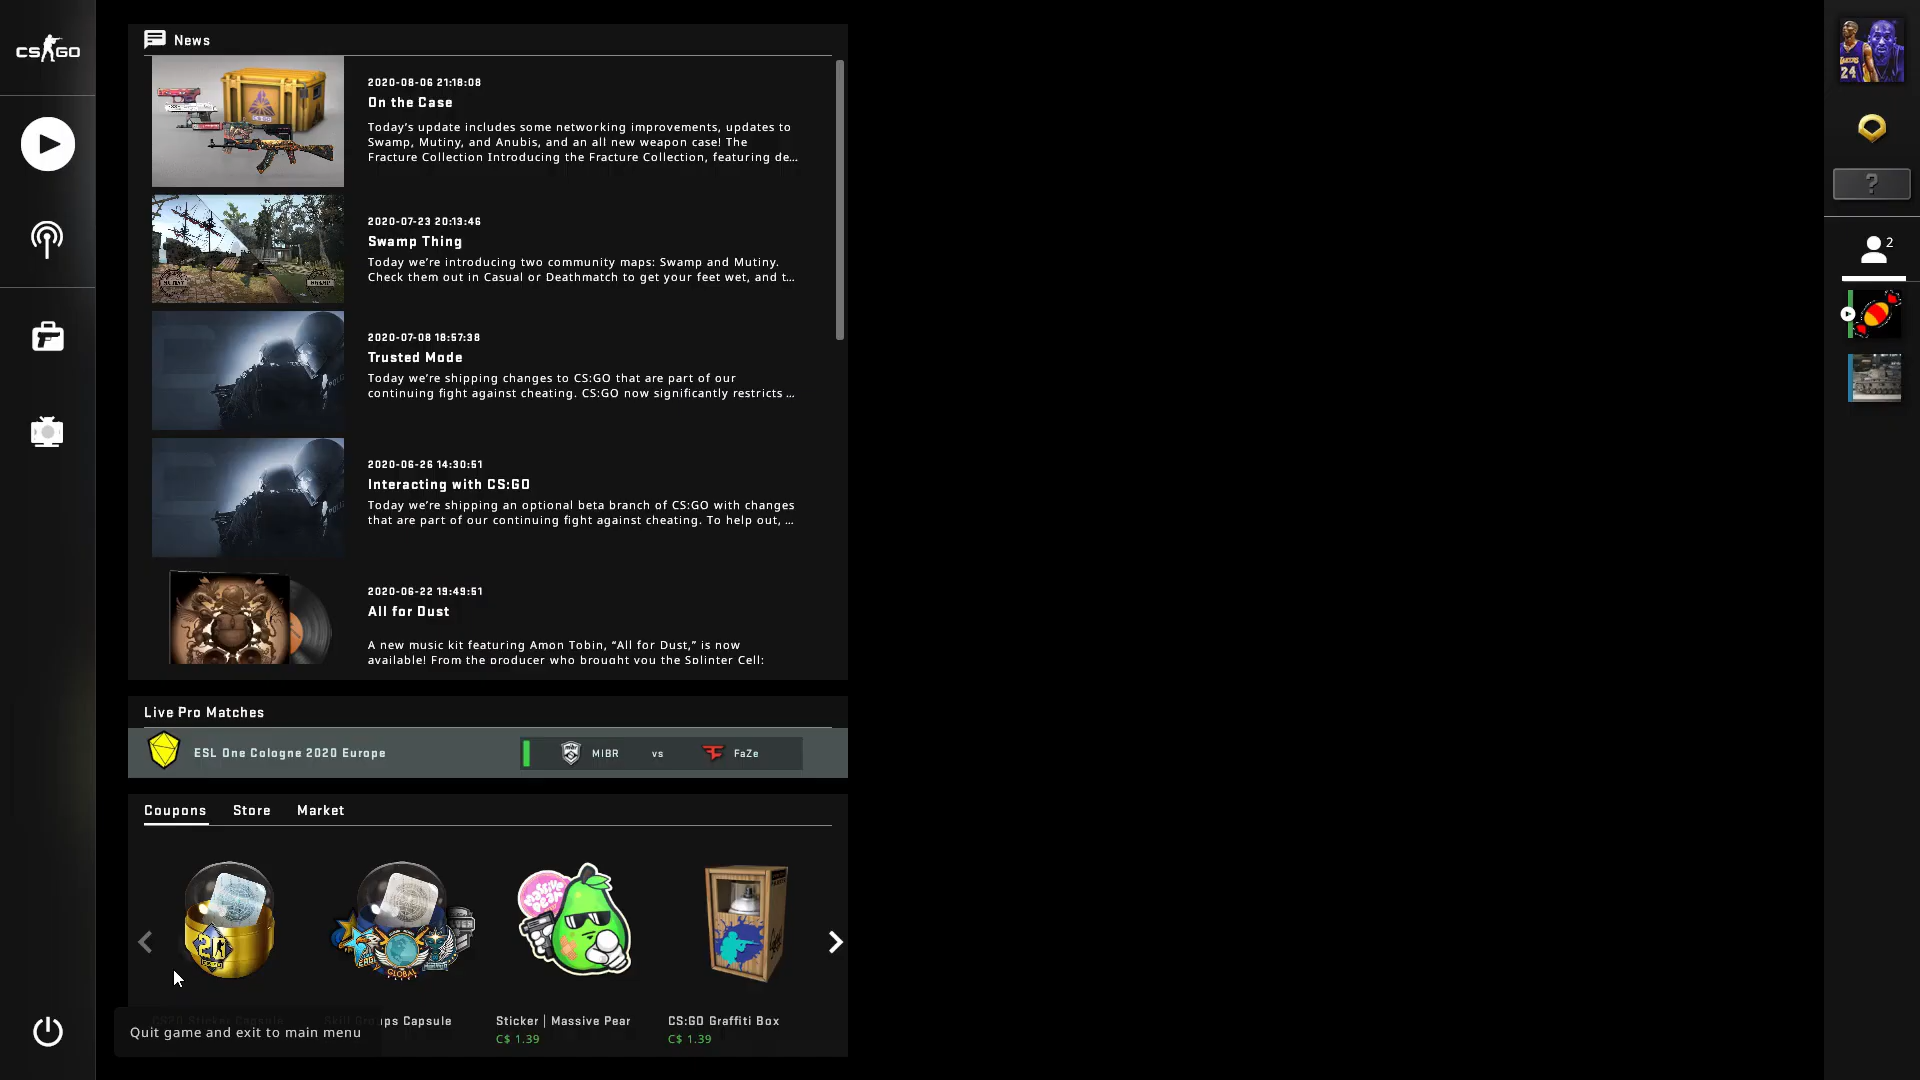 CS GO
News
2020-08-06 21:18:08
On the Case
Today's update includes some networking improvements, updates to
Swamp, Mutiny, and Anubis, and an all new weapon case! The
Fracture Collection Introducing the Fracture Collection, featuring de...
2020-07-23 20:13:46
Swamp Thing
Today we're introducing two community maps: Swamp and Mutiny.
Check them out in Casual or Deathmatch to get your feet wet, and t...
2020-07-08 18:57:38
Trusted Mode
Today we're shipping changes to CS:GO that are part of our
continuing fight against cheating. CS:GO now significantly restricts ...
2020-06-26 14:30:51
Interacting with CS:GO
Today we're shipping an optional beta branch of CS:GO with changes
that are part of our continuing fight against cheating. To help out, ...
2020-06-22 19:49:51
All for Dust
A new music kit featuring Amon Tobin, “All for Dust,” is now
available! From the producer who brought you the Splinter Cell:
Live Pro Matches
ESL One Cologne 2020 Europe
MIBR vs FaZe
Coupons Store Market
Massive Pear
GLOBAL
CS20 Sticker Capsule
Skill Groups Capsule
Sticker | Massive Pear
C$ 1.39
CS:GO Graffiti Box
C$ 1.39
Quit game and exit to main menu
LAKERS
24
?
2